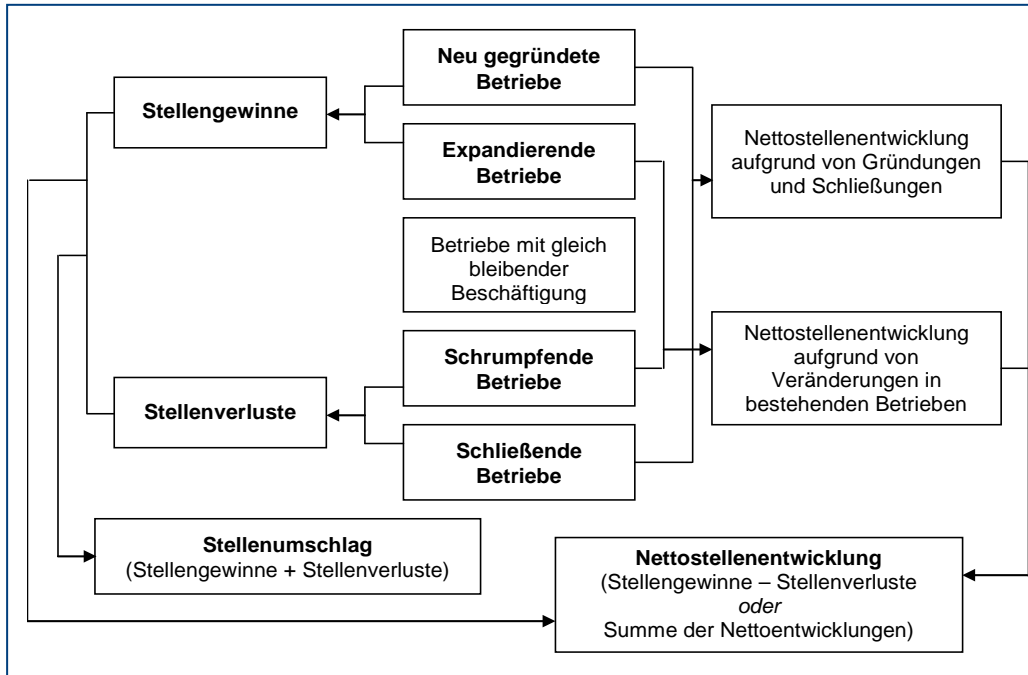 Neu gegründete
Betriebe
Stellengewinne
Expandierende
Betriebe
Nettostellenentwicklung
aufgrund von Gründungen
und Schließungen
Betriebe mit gleich
bleibender
Beschäftigung
Schrumpfende
Betriebe
Nettostellenentwicklung
aufgrund von
Veränderungen in
bestehenden Betrieben
Stellenverluste
Schließende
Betriebe
Stellenumschlag
(Stellengewinne + Stellenverluste)
Nettostellenentwicklung
(Stellengewinne – Stellenverluste
oder
Summe der Nettoentwicklungen)